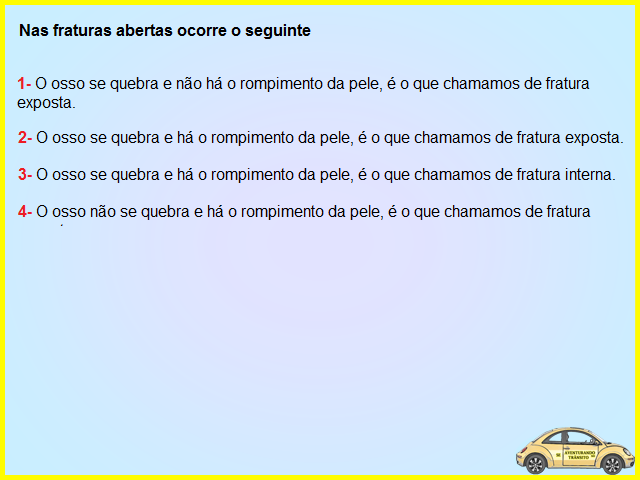 Nas fraturas abertas ocorre o seguinte
1- O osso se quebra e não há o rompimento da pele, é o que chamamos de fratura
exposta.
2- O osso se quebra e há o rompimento da pele, é o que chamamos de fratura exposta.
3- O osso se quebra e há o rompimento da pele, é o que chamamos de fratura interna.
4- O osso não se quebra e há o rompimento da pele, é o que chamamos de fratura
AVENTURANDO
TRÂNSITO